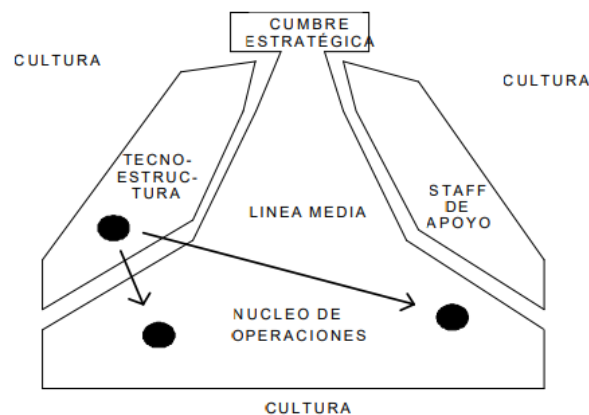 CUMBRE
ESTRATÉGICA
CULTURA
CULTURA
TECNO-
ESTRUC-
TURA
STAFF
DE
APOYO
LINEA MEDIA
NUCLEO DE
OPERACIONES
CULTURA